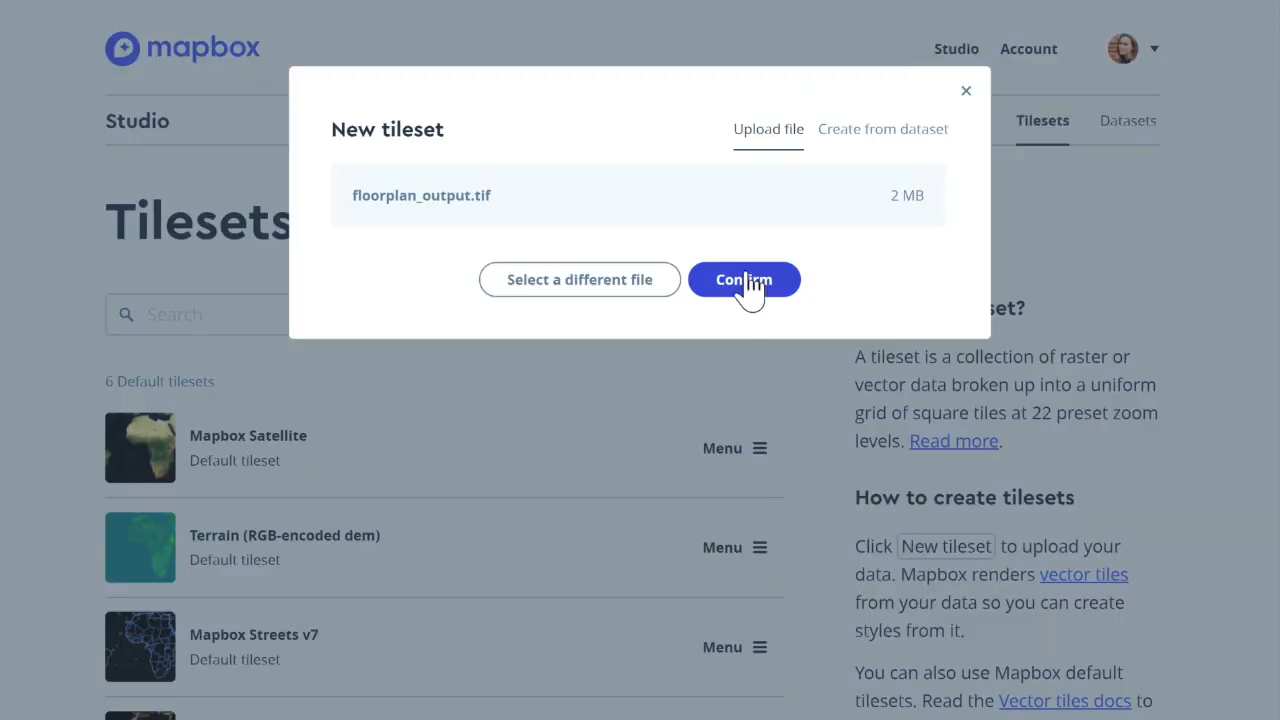 mapbox
Studio
Account
Studio
Tilesets
Datasets
×
New tileset
Upload file
Create from dataset
floorplan_output.tif
2 MB
Select a different file
Confirm
Tilesets
Search
6 Default tilesets
Mapbox Satellite
Default tileset
Menu
Terrain (RGB-encoded dem)
Default tileset
Menu
Mapbox Streets v7
Default tileset
Menu
set?
A tileset is a collection of raster or
vector data broken up into a uniform
grid of square tiles at 22 preset zoom
levels. Read more.
How to create tilesets
Click New tileset to upload your
data. Mapbox renders vector tiles
from your data so you can create
styles from it.
You can also use Mapbox default
tilesets. Read the Vector tiles docs to